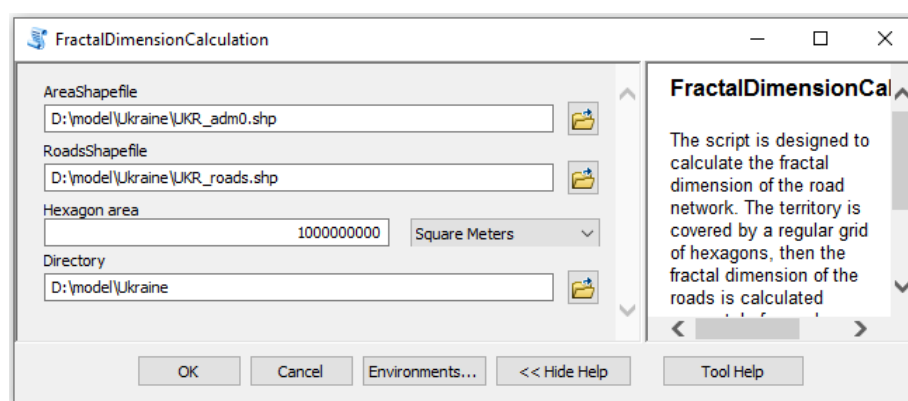 FractalDimensionCalculation
AreaShapefile
D:\model\Ukraine\UKR_adm0.shp
RoadsShapefile
D:\model\Ukraine\UKR_roads.shp
Hexagon area
1000000000 Square Meters
Directory
D:\model\Ukraine
FractalDimensionCal
The script is designed to
calculate the fractal
dimension of the road
network. The territory is
covered by a regular grid
of hexagons, then the
fractal dimension of the
roads is calculated
OK Cancel Environments... << Hide Help Tool Help